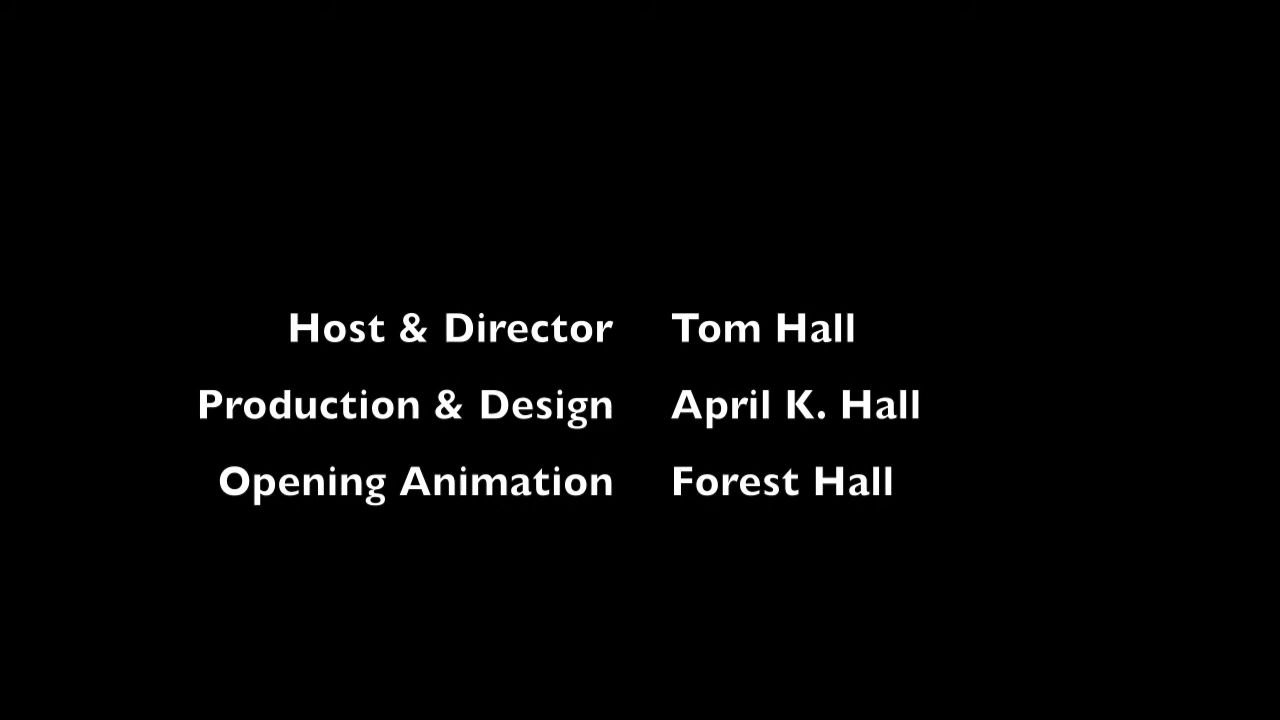 Host & Director Tom Hall
Production & Design April K. Hall
Opening Animation Forest Hall